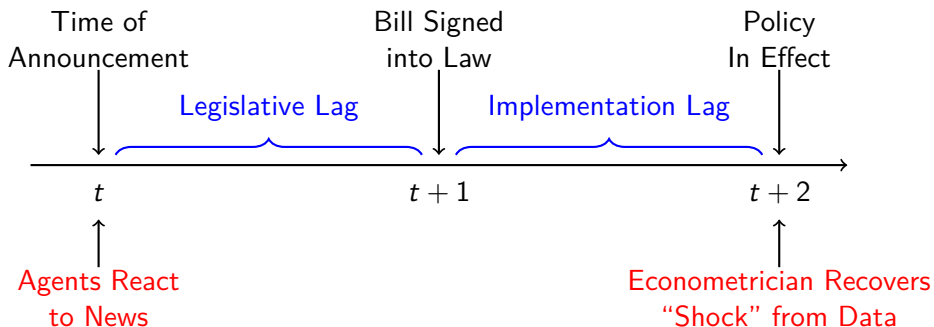 Time of
Announcement
Bill Signed
into Law
Policy
In Effect
Legislative Lag
Implementation Lag
t
t + 1
t + 2
Agents React
to News
Econometrician Recovers
“Shock” from Data